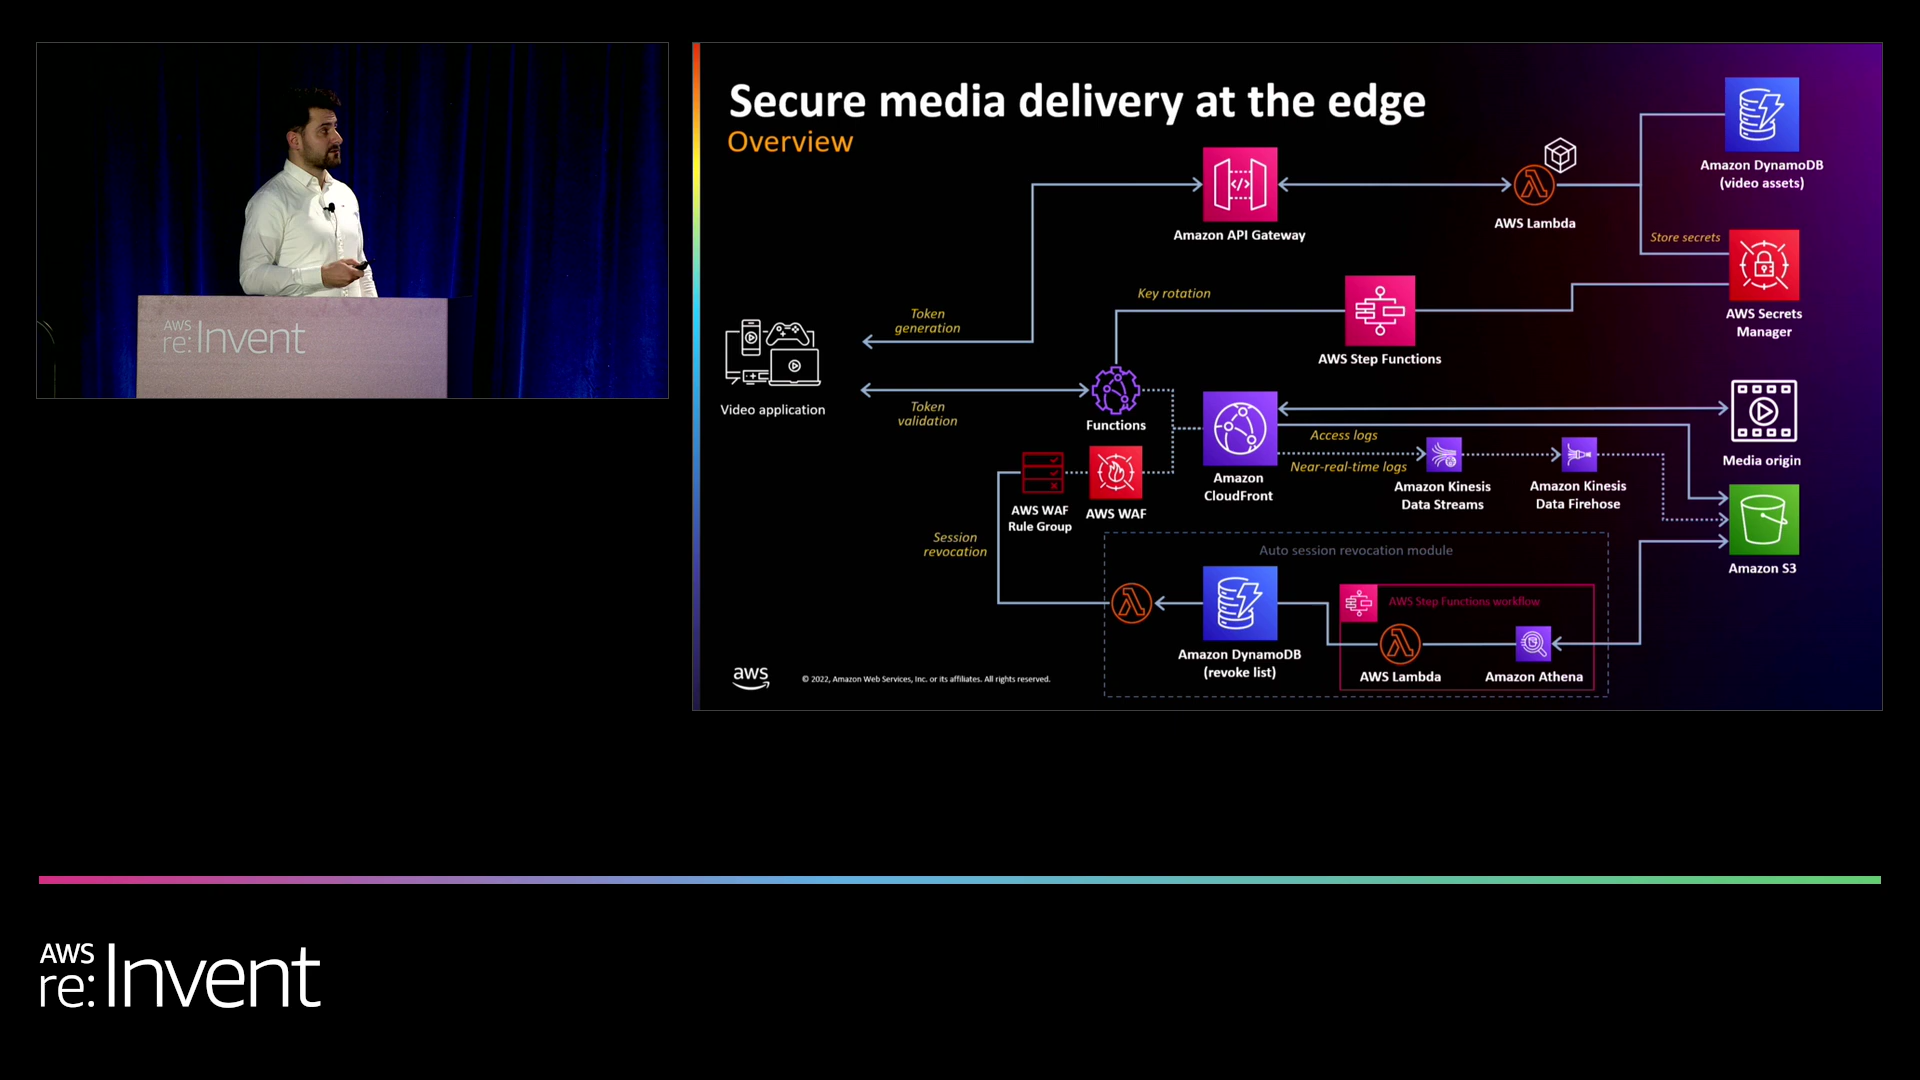 AWS
re:Invent
Secure media delivery at the edge
Overview
Amazon DynamoDB
(video assets)
Amazon API Gateway
AWS Lambda
Store secrets
AWS Secrets
Manager
Key rotation
AWS Step Functions
Token
generation
Video application
Token
validation
Functions
Amazon
CloudFront
Access logs
Near-real-time logs
Amazon Kinesis
Data Streams
Amazon Kinesis
Data Firehose
Media origin
AWS WAF
Rule Group
AWS WAF
Amazon S3
Session
revocation
Auto session revocation module
AWS Step Functions workflow
Amazon DynamoDB
(revoke list)
AWS Lambda
Amazon Athena
aws
© 2022, Amazon Web Services, Inc. or its affiliates. All rights reserved.
AWS
re:Invent